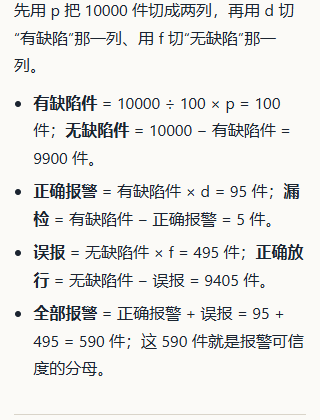 先用 p 把 10000 件切成两列，再用 d 切
“有缺陷”那一列、用 f 切“无缺陷”那一
列。
• 有缺陷件 = 10000 ÷ 100 × p = 100
件；无缺陷件 = 10000 − 有缺陷件 =
9900 件。
• 正确报警 = 有缺陷件 × d = 95 件；漏
检 = 有缺陷件 − 正确报警 = 5 件。
• 误报 = 无缺陷件 × f = 495 件；正确放
行 = 无缺陷件 − 误报 = 9405 件。
• 全部报警 = 正确报警 + 误报 = 95 +
495 = 590 件；这 590 件就是报警可信
度的分母。